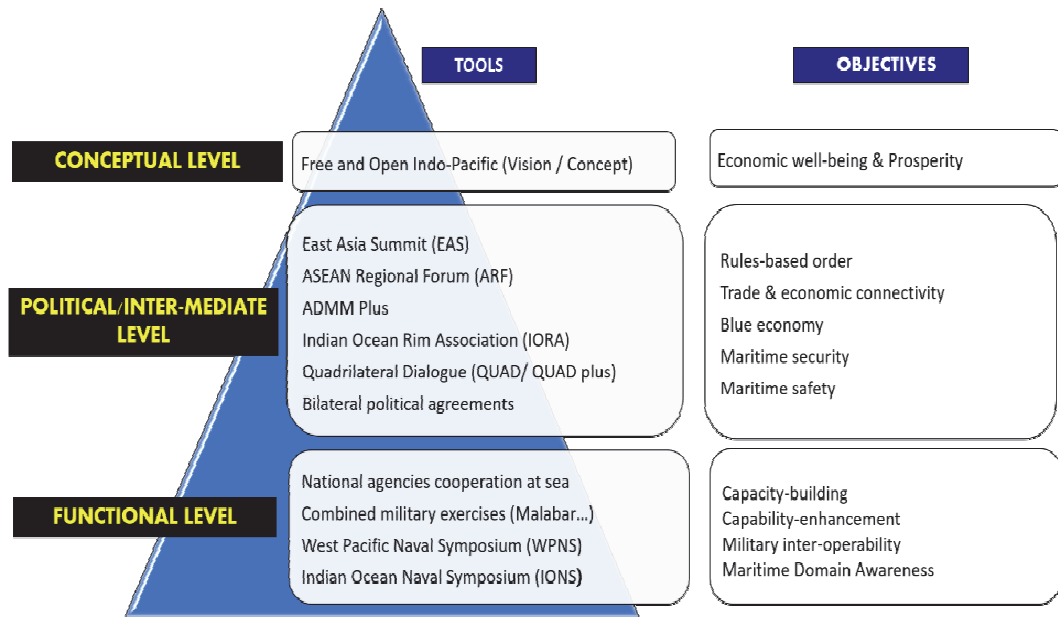 TOOLS
OBJECTIVES
CONCEPTUAL LEVEL
Free and Open Indo-Pacific (Vision / Concept)
Economic well-being & Prosperity
POLITICAL/INTER-MEDIATE
LEVEL
East Asia Summit (EAS)
ASEAN Regional Forum (ARF)
ADMM Plus
Indian Ocean Rim Association (IORA)
Quadrilateral Dialogue (QUAD/ QUAD plus)
Bilateral political agreements
Rules-based order
Trade & economic connectivity
Blue economy
Maritime security
Maritime safety
FUNCTIONAL LEVEL
National agencies cooperation at sea
Combined military exercises (Malabar...)
West Pacific Naval Symposium (WPNS)
Indian Ocean Naval Symposium (IONS)
Capacity-building
Capability-enhancement
Military inter-operability
Maritime Domain Awareness